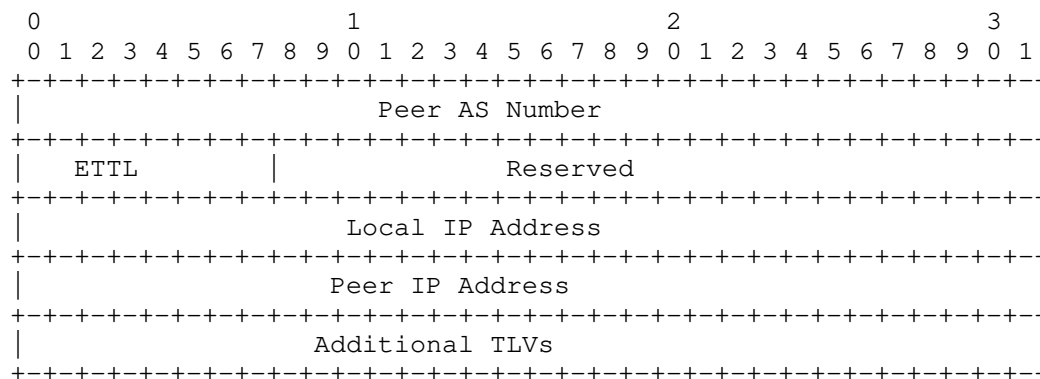 0                   1                   2                   3
0 1 2 3 4 5 6 7 8 9 0 1 2 3 4 5 6 7 8 9 0 1 2 3 4 5 6 7 8 9 0 1
+-+-+-+-+-+-+-+-+-+-+-+-+-+-+-+-+-+-+-+-+-+-+-+-+-+-+-+-+-+-+-+--
| Peer AS Number
+-+-+-+-+-+-+-+-+-+-+-+-+-+-+-+-+-+-+-+-+-+-+-+-+-+-+-+-+-+-+-+--
| ETTL | Reserved
+-+-+-+-+-+-+-+-+-+-+-+-+-+-+-+-+-+-+-+-+-+-+-+-+-+-+-+-+-+-+-+--
| Local IP Address
+-+-+-+-+-+-+-+-+-+-+-+-+-+-+-+-+-+-+-+-+-+-+-+-+-+-+-+-+-+-+-+--
| Peer IP Address
+-+-+-+-+-+-+-+-+-+-+-+-+-+-+-+-+-+-+-+-+-+-+-+-+-+-+-+-+-+-+-+--
| Additional TLVs
+-+-+-+-+-+-+-+-+-+-+-+-+-+-+-+-+-+-+-+-+-+-+-+-+-+-+-+-+-+-+-+--